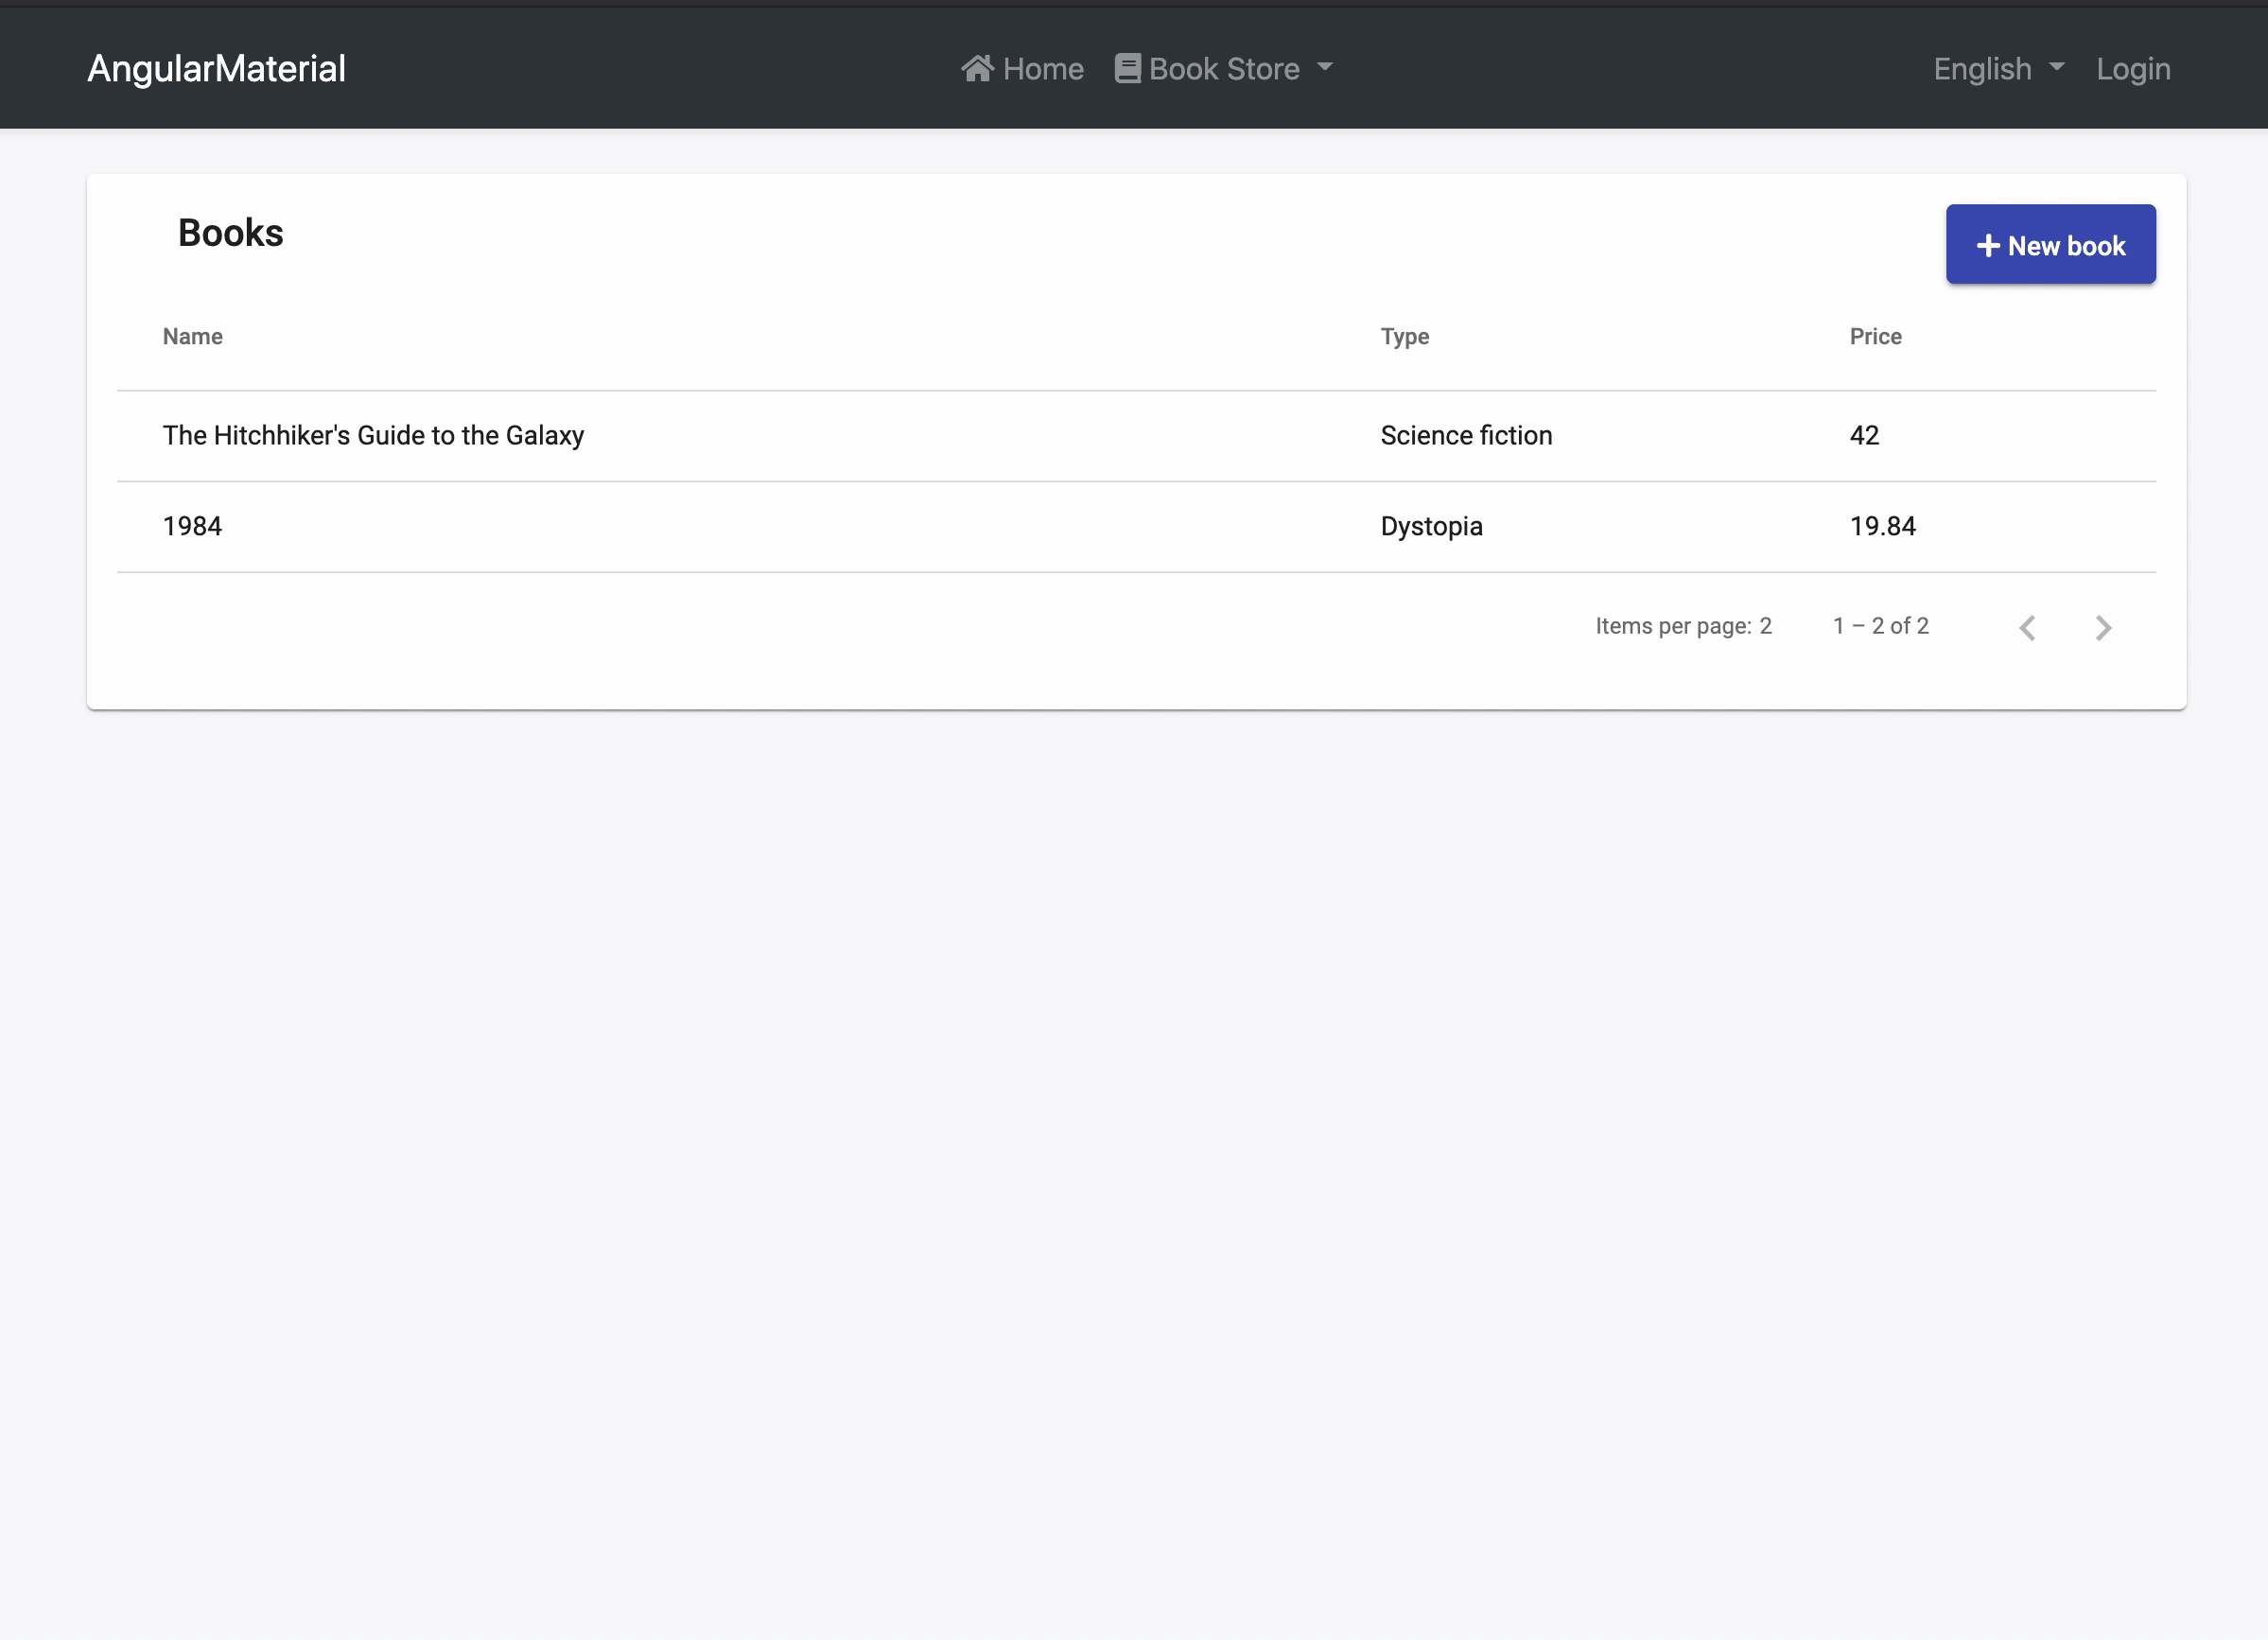 AngularMaterial Home Book Store English Login
Books
New book
Name Type Price
The Hitchhiker's Guide to the Galaxy Science fiction 42
1984 Dystopia 19.84
Items per page: 2 1 – 2 of 2